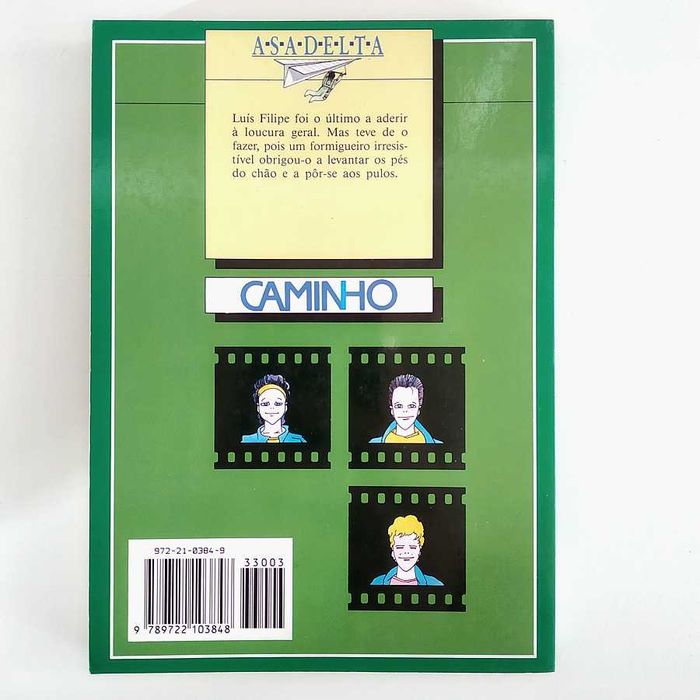 A-S-A-D-E-L-T-A
Luís Filipe foi o último a aderir
à loucura geral. Mas teve de o
fazer, pois um formigueiro irresis-
tível obrigou-o a levantar os pés
do chão e a pôr-se aos pulos.
CAMINHO
972-21-0384-9
33003
9 789722 103848